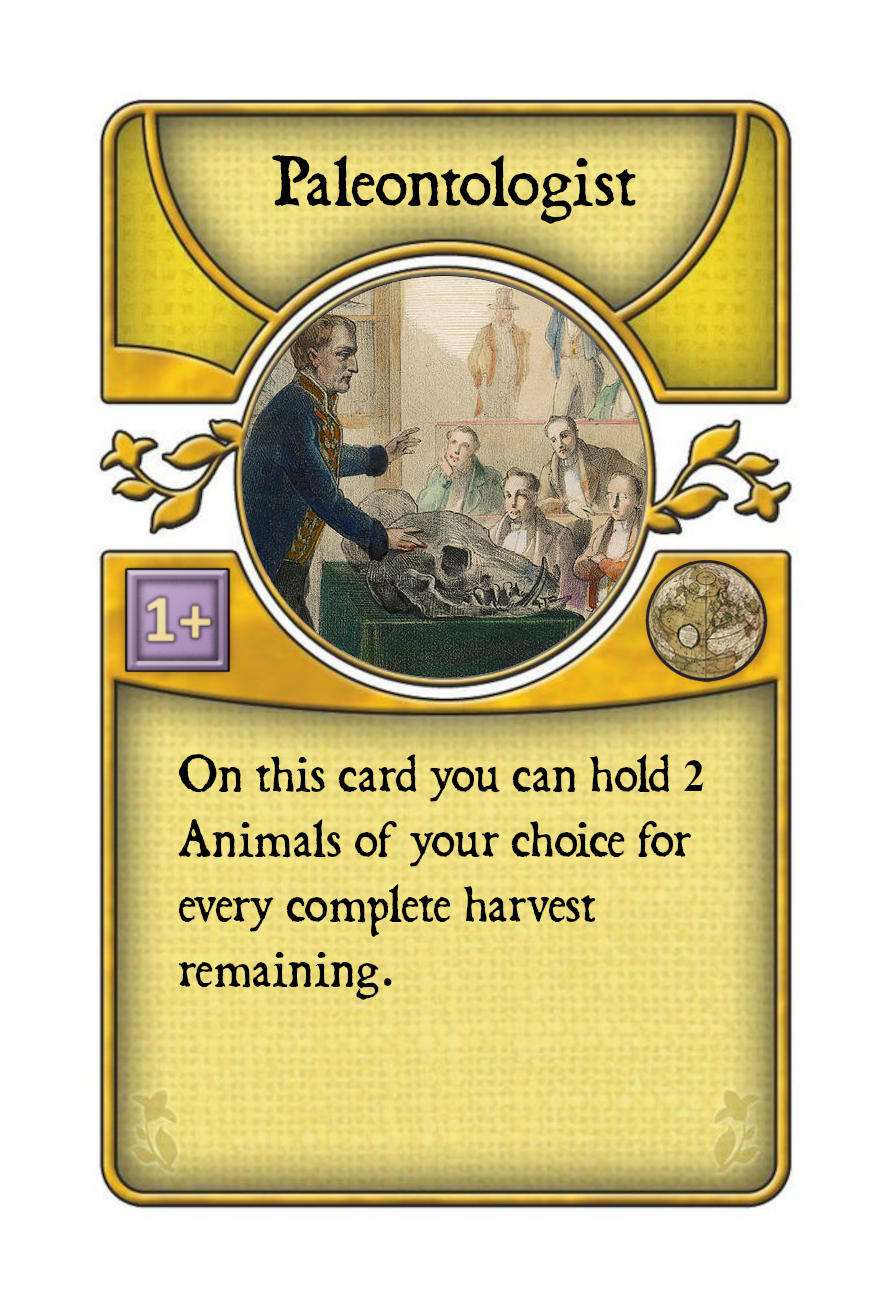 Paleontologist
1+
On this card you can hold 2
Animals of your choice for
every complete harvest
remaining.